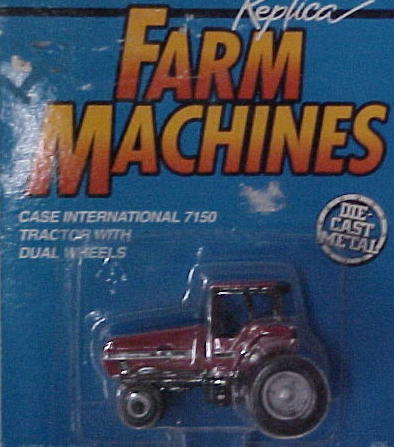 Replica
FARM
MACHINES
CASE INTERNATIONAL 7150
TRACTOR WITH
DUAL WHEELS
DIE-
CAST
METAL